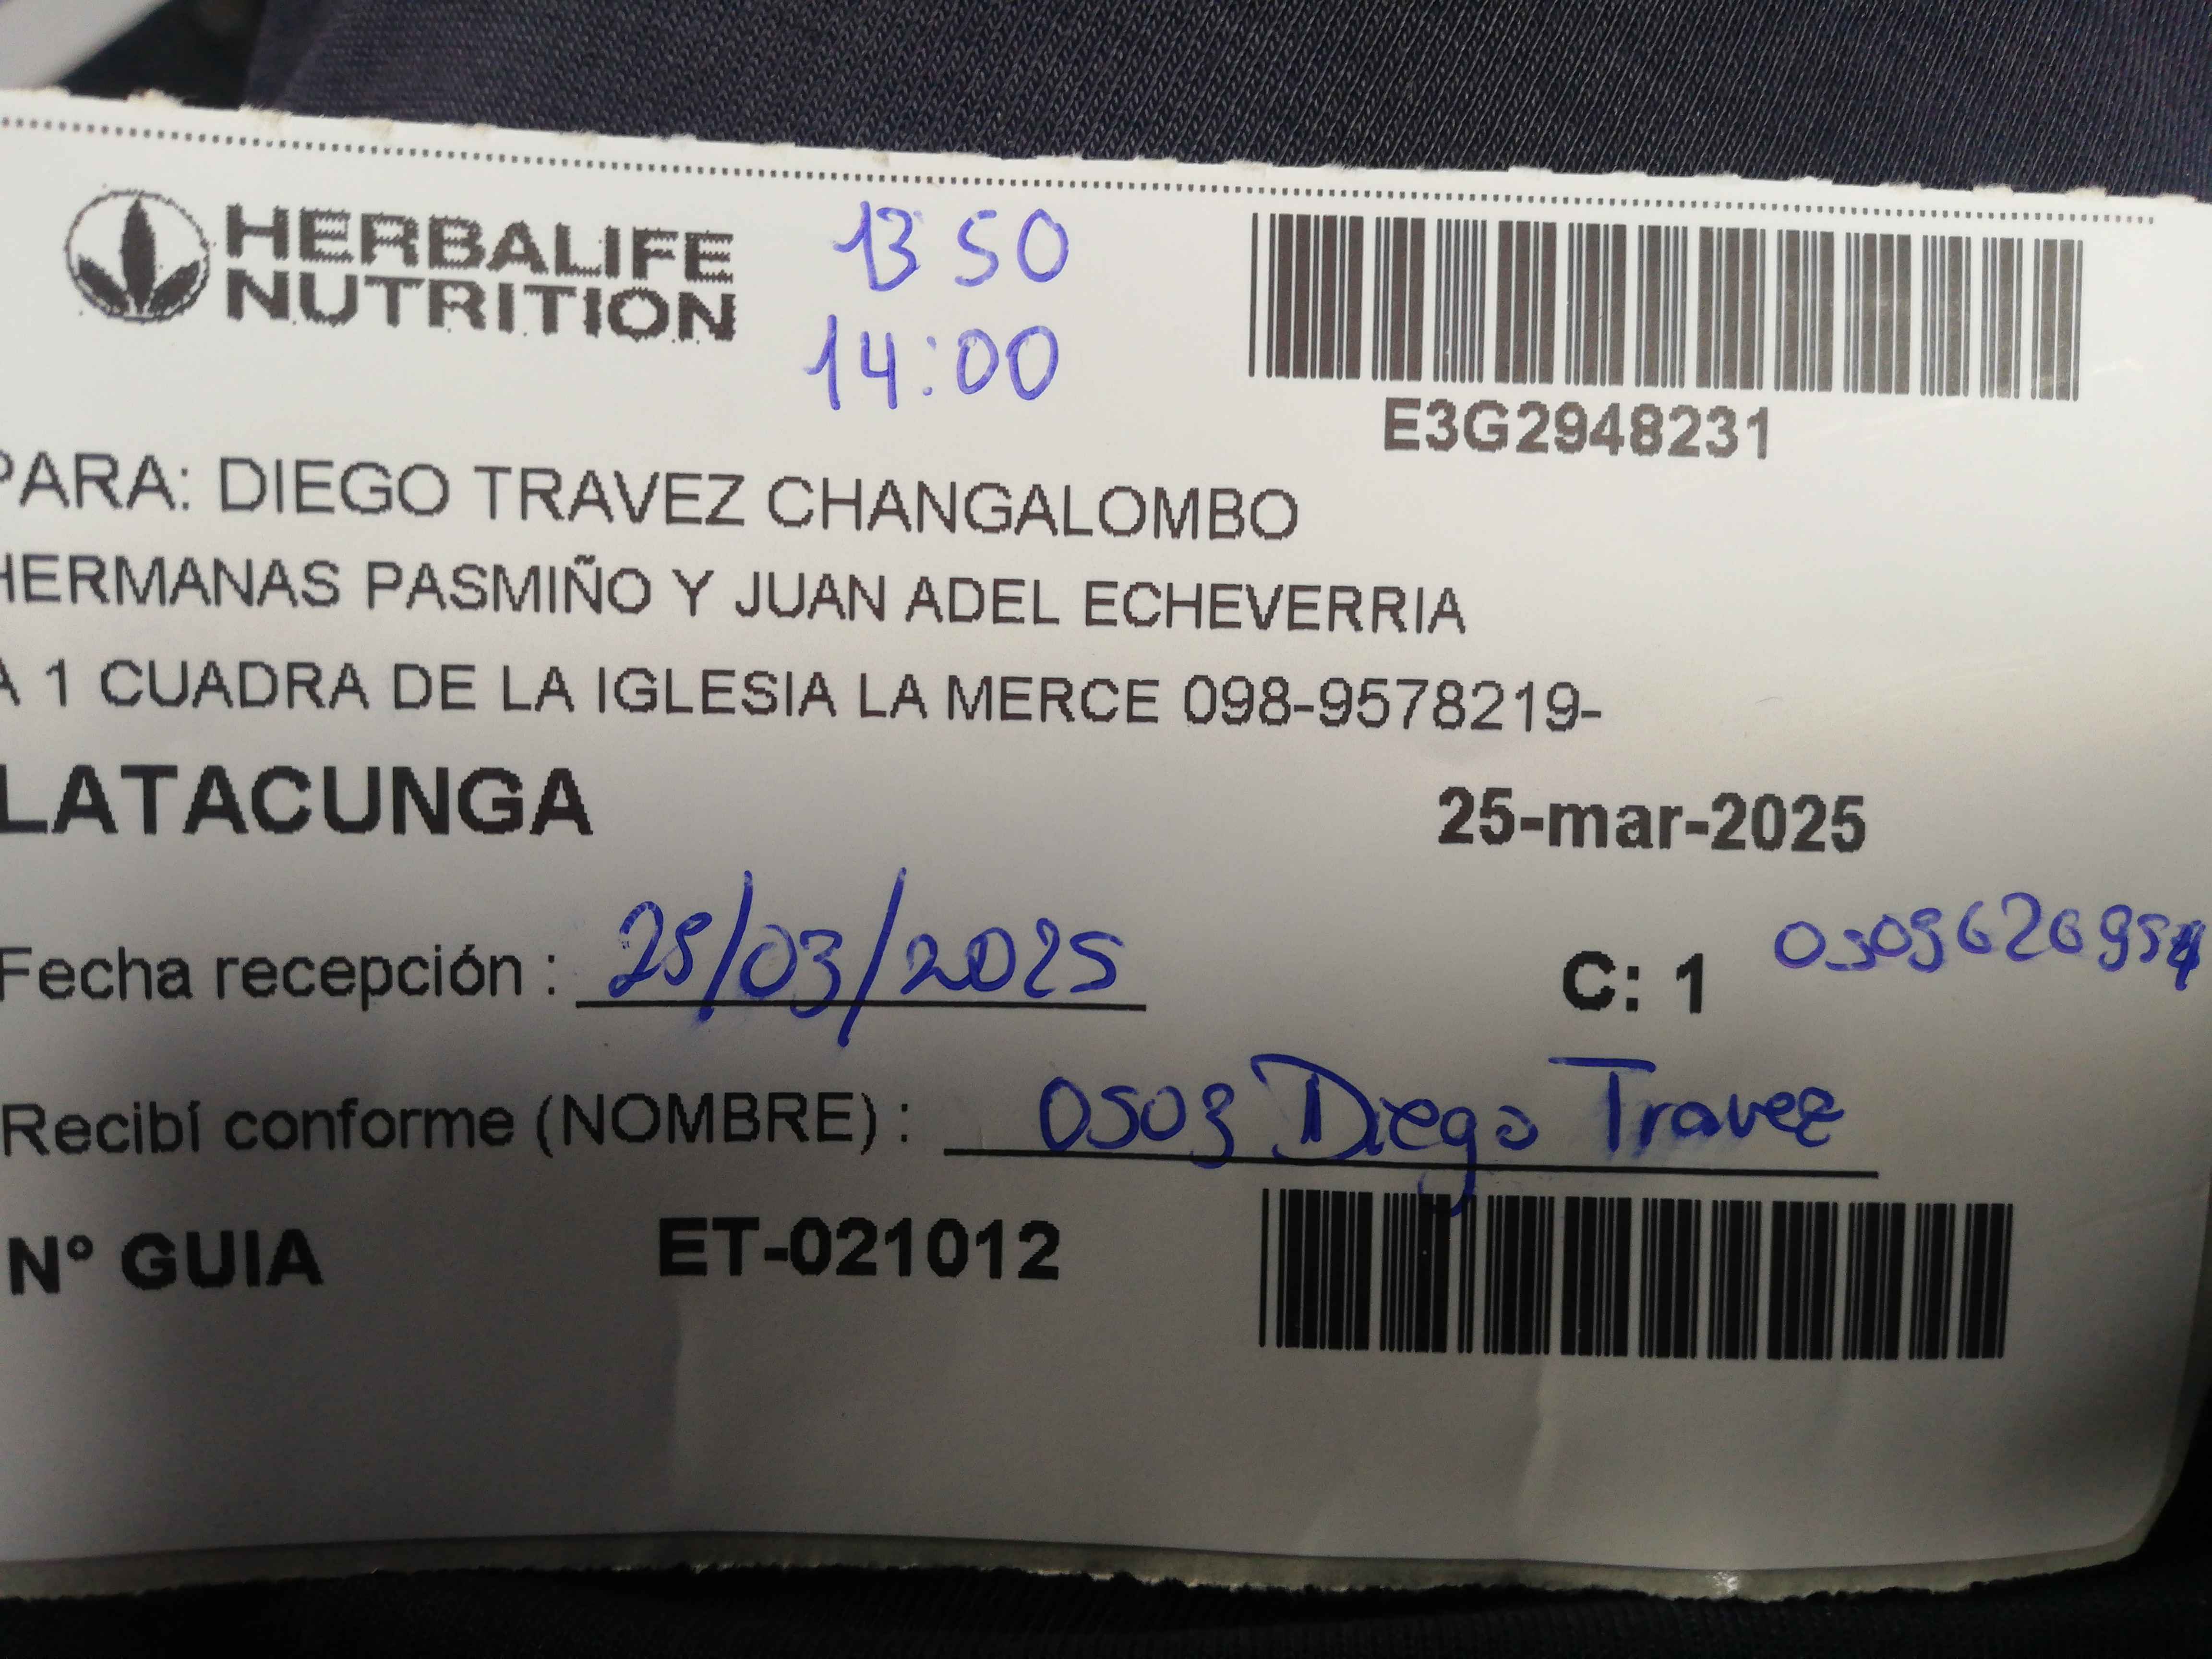 HERBALIFE
NUTRITION
13 50
14:00
E3G2948231
PARA: DIEGO TRAVEZ CHANGALOMBO
HERMANAS PASMIÑO Y JUAN ADEL ECHEVERRIA
A 1 CUADRA DE LA IGLESIA LA MERCE 098-9578219-
LATACUNGA
25-mar-2025
Fecha recepción : 25/03/2025
C: 1
Recibí conforme (NOMBRE) : 0503 Diego Travez
N° GUIA ET-021012